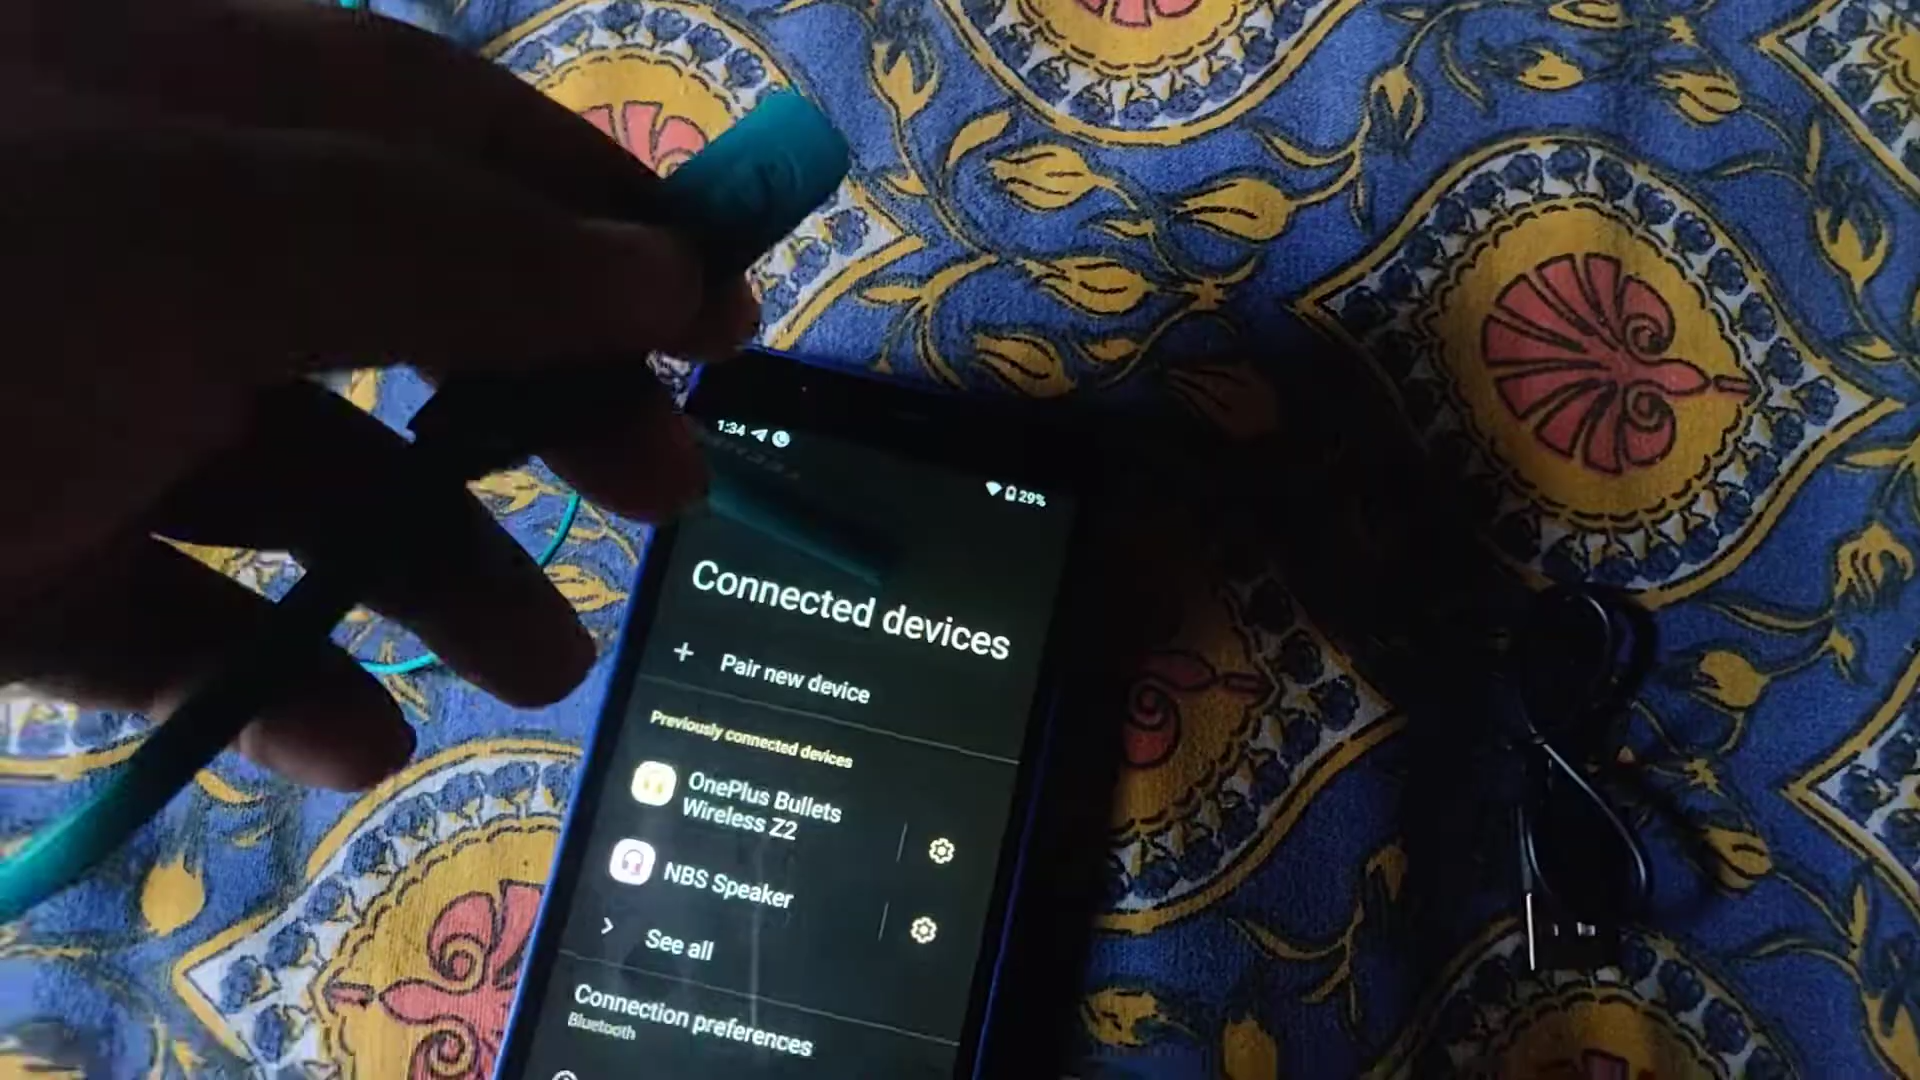 1:34
29%
Connected devices
+ Pair new device
Previously connected devices
OnePlus Bullets
Wireless Z2
NBS Speaker
See all
Connection preferences
Bluetooth